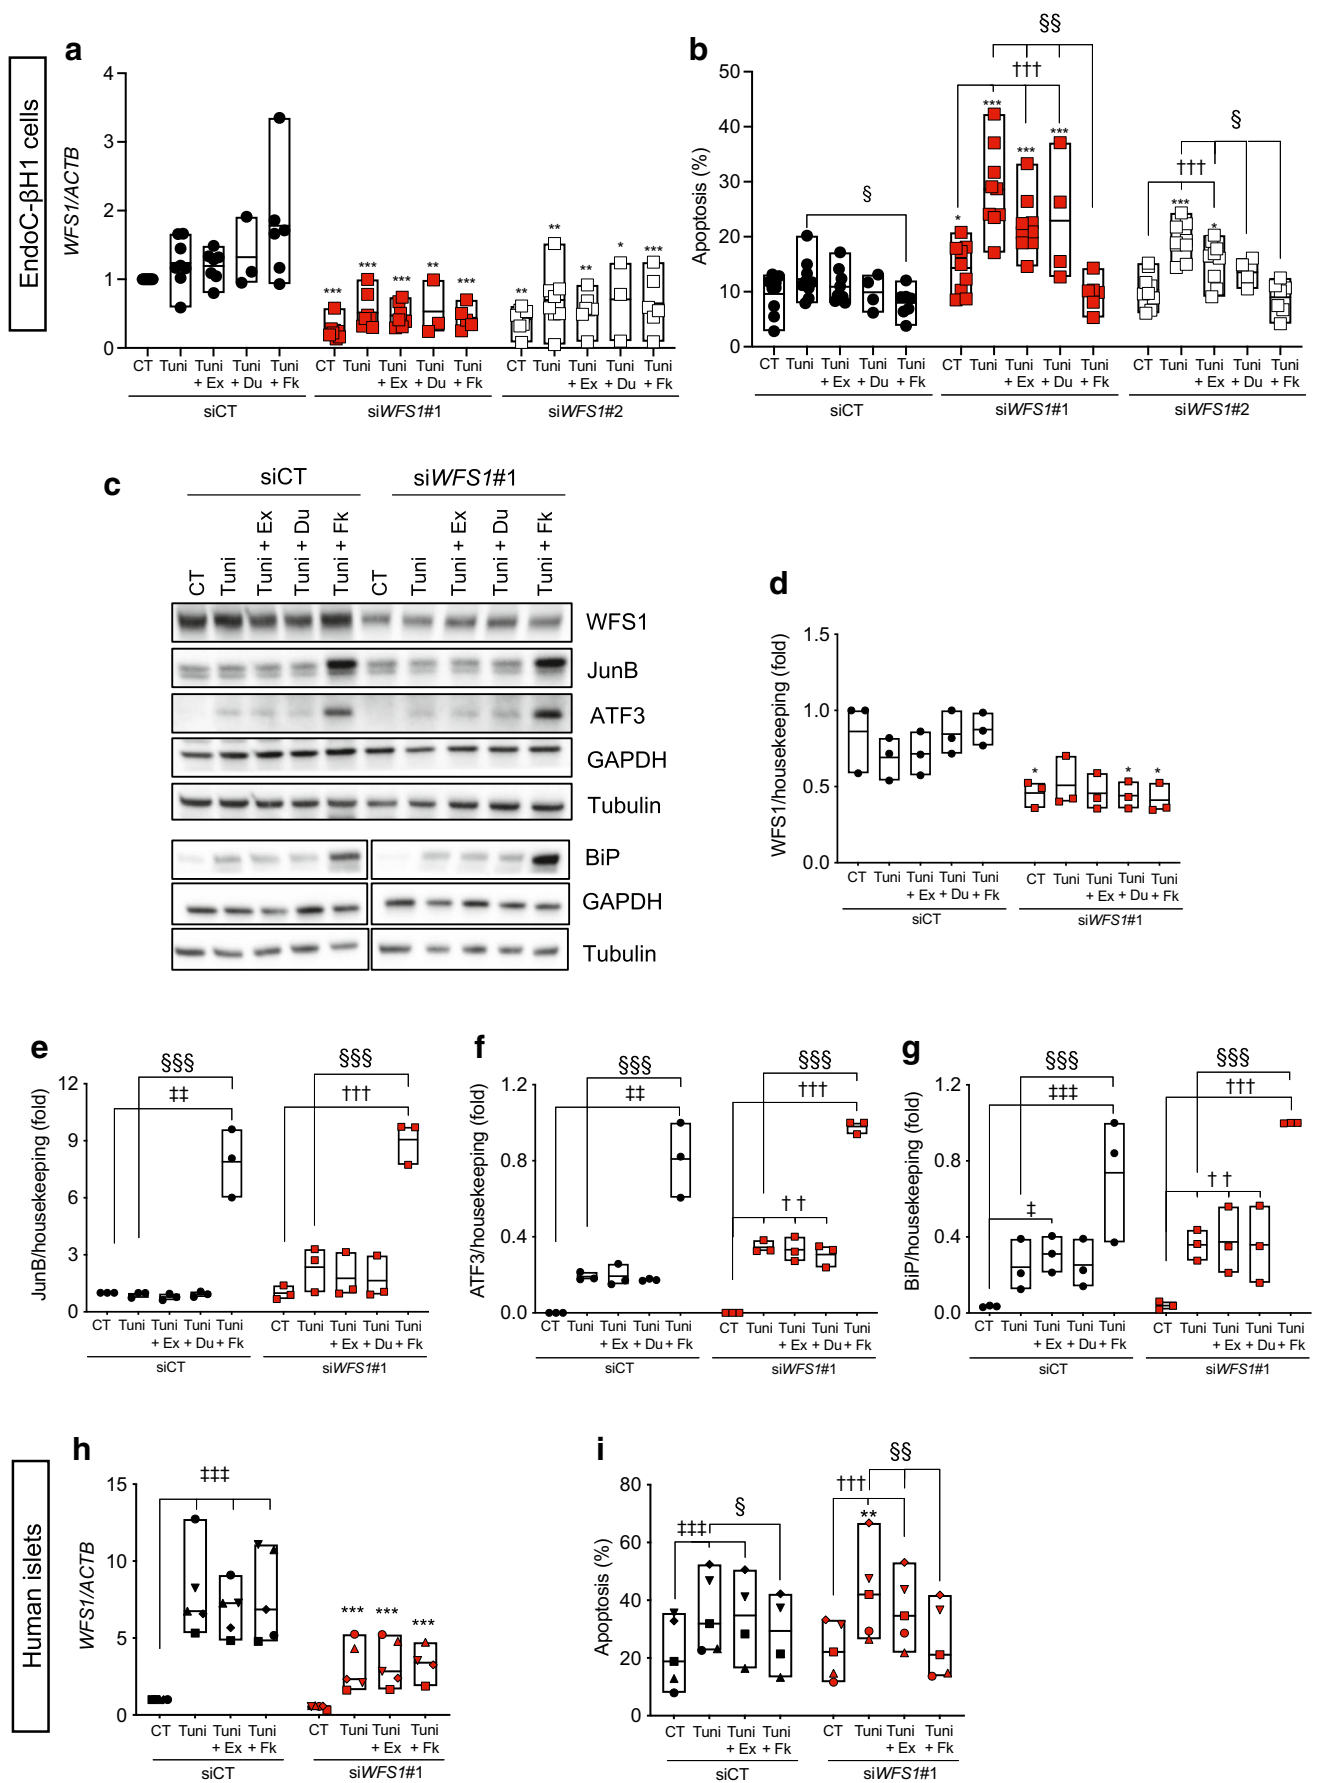 EndoC-βH1 cells
a
WFS1/ACTB
4
3
2
1
0
***
***
***
**
***
**
**
**
*
***
CT Tuni Tuni Tuni Tuni CT Tuni Tuni Tuni Tuni CT Tuni Tuni Tuni Tuni
+ Ex + Du + Fk + Ex + Du + Fk + Ex + Du + Fk
siCT siWFS1#1 siWFS1#2
b
Apoptosis (%)
50
40
30
20
10
0
§§
†††
***
***
***
*
§
§
†††
***
*
CT Tuni Tuni Tuni Tuni CT Tuni Tuni Tuni Tuni CT Tuni Tuni Tuni Tuni
+ Ex + Du + Fk + Ex + Du + Fk + Ex + Du + Fk
siCT siWFS1#1 siWFS1#2
c
siCT siWFS1#1
CT Tuni Tuni + Ex Tuni + Du Tuni + Fk CT Tuni Tuni + Ex Tuni + Du Tuni + Fk
WFS1
JunB
ATF3
GAPDH
Tubulin
BiP
GAPDH
Tubulin
d
WFS1/housekeeping (fold)
1.5
1.0
0.5
0.0
* * *
CT Tuni Tuni Tuni Tuni CT Tuni Tuni Tuni Tuni
+ Ex + Du + Fk + Ex + Du + Fk
siCT siWFS1#1
e
JunB/housekeeping (fold)
12
9
6
3
0
§§§ §§§
‡‡ †††
CT Tuni Tuni Tuni Tuni CT Tuni Tuni Tuni Tuni
+ Ex + Du + Fk + Ex + Du + Fk
siCT siWFS1#1
f
ATF3/housekeeping (fold)
1.2
0.8
0.4
0.0
§§§ §§§
‡‡ †††
† †
CT Tuni Tuni Tuni Tuni CT Tuni Tuni Tuni Tuni
+ Ex + Du + Fk + Ex + Du + Fk
siCT siWFS1#1
g
BiP/housekeeping (fold)
1.2
0.8
0.4
0.0
§§§ §§§
‡‡‡ †††
‡ † †
CT Tuni Tuni Tuni Tuni CT Tuni Tuni Tuni Tuni
+ Ex + Du + Fk + Ex + Du + Fk
siCT siWFS1#1
Human islets
h
WFS1/ACTB
15
10
5
0
‡‡‡
*** *** ***
CT Tuni Tuni Tuni CT Tuni Tuni Tuni
+ Ex + Fk + Ex + Fk
siCT siWFS1#1
i
Apoptosis (%)
80
60
40
20
0
§§
†††
**
§
‡‡‡
CT Tuni Tuni Tuni CT Tuni Tuni Tuni
+ Ex + Fk + Ex + Fk
siCT siWFS1#1